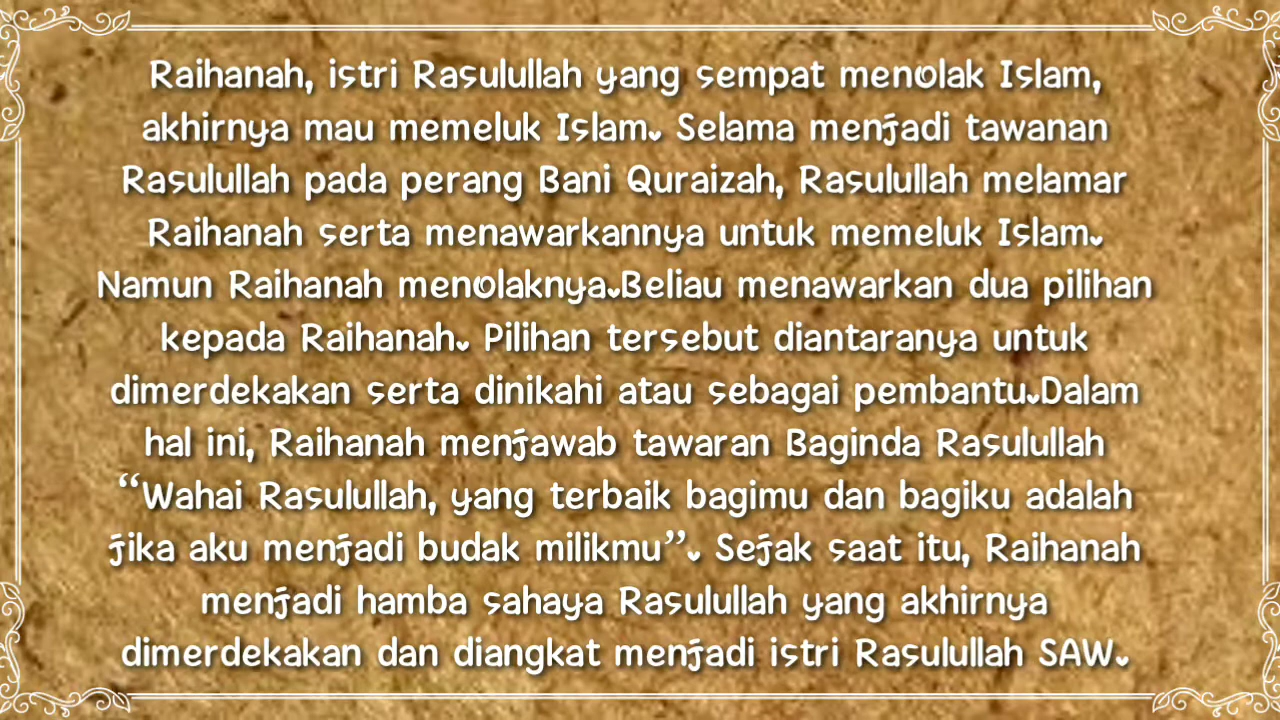 Raihanah, istri Rasulullah yang sempat menolak Islam,
akhirnya mau memeluk Islam. Selama menjadi tawanan
Rasulullah pada perang Bani Quraizah, Rasulullah melamar
Raihanah serta menawarkannya untuk memeluk Islam.
Namun Raihanah menolaknya.Beliau menawarkan dua pilihan
kepada Raihanah. Pilihan tersebut diantaranya untuk
dimerdekakan serta dinikahi atau sebagai pembantu.Dalam
hal ini, Raihanah menjawab tawaran Baginda Rasulullah
“Wahai Rasulullah, yang terbaik bagimu dan bagiku adalah
jika aku menjadi budak milikmu”. Sejak saat itu, Raihanah
menjadi hamba sahaya Rasulullah yang akhirnya
dimerdekakan dan diangkat menjadi istri Rasulullah SAW.